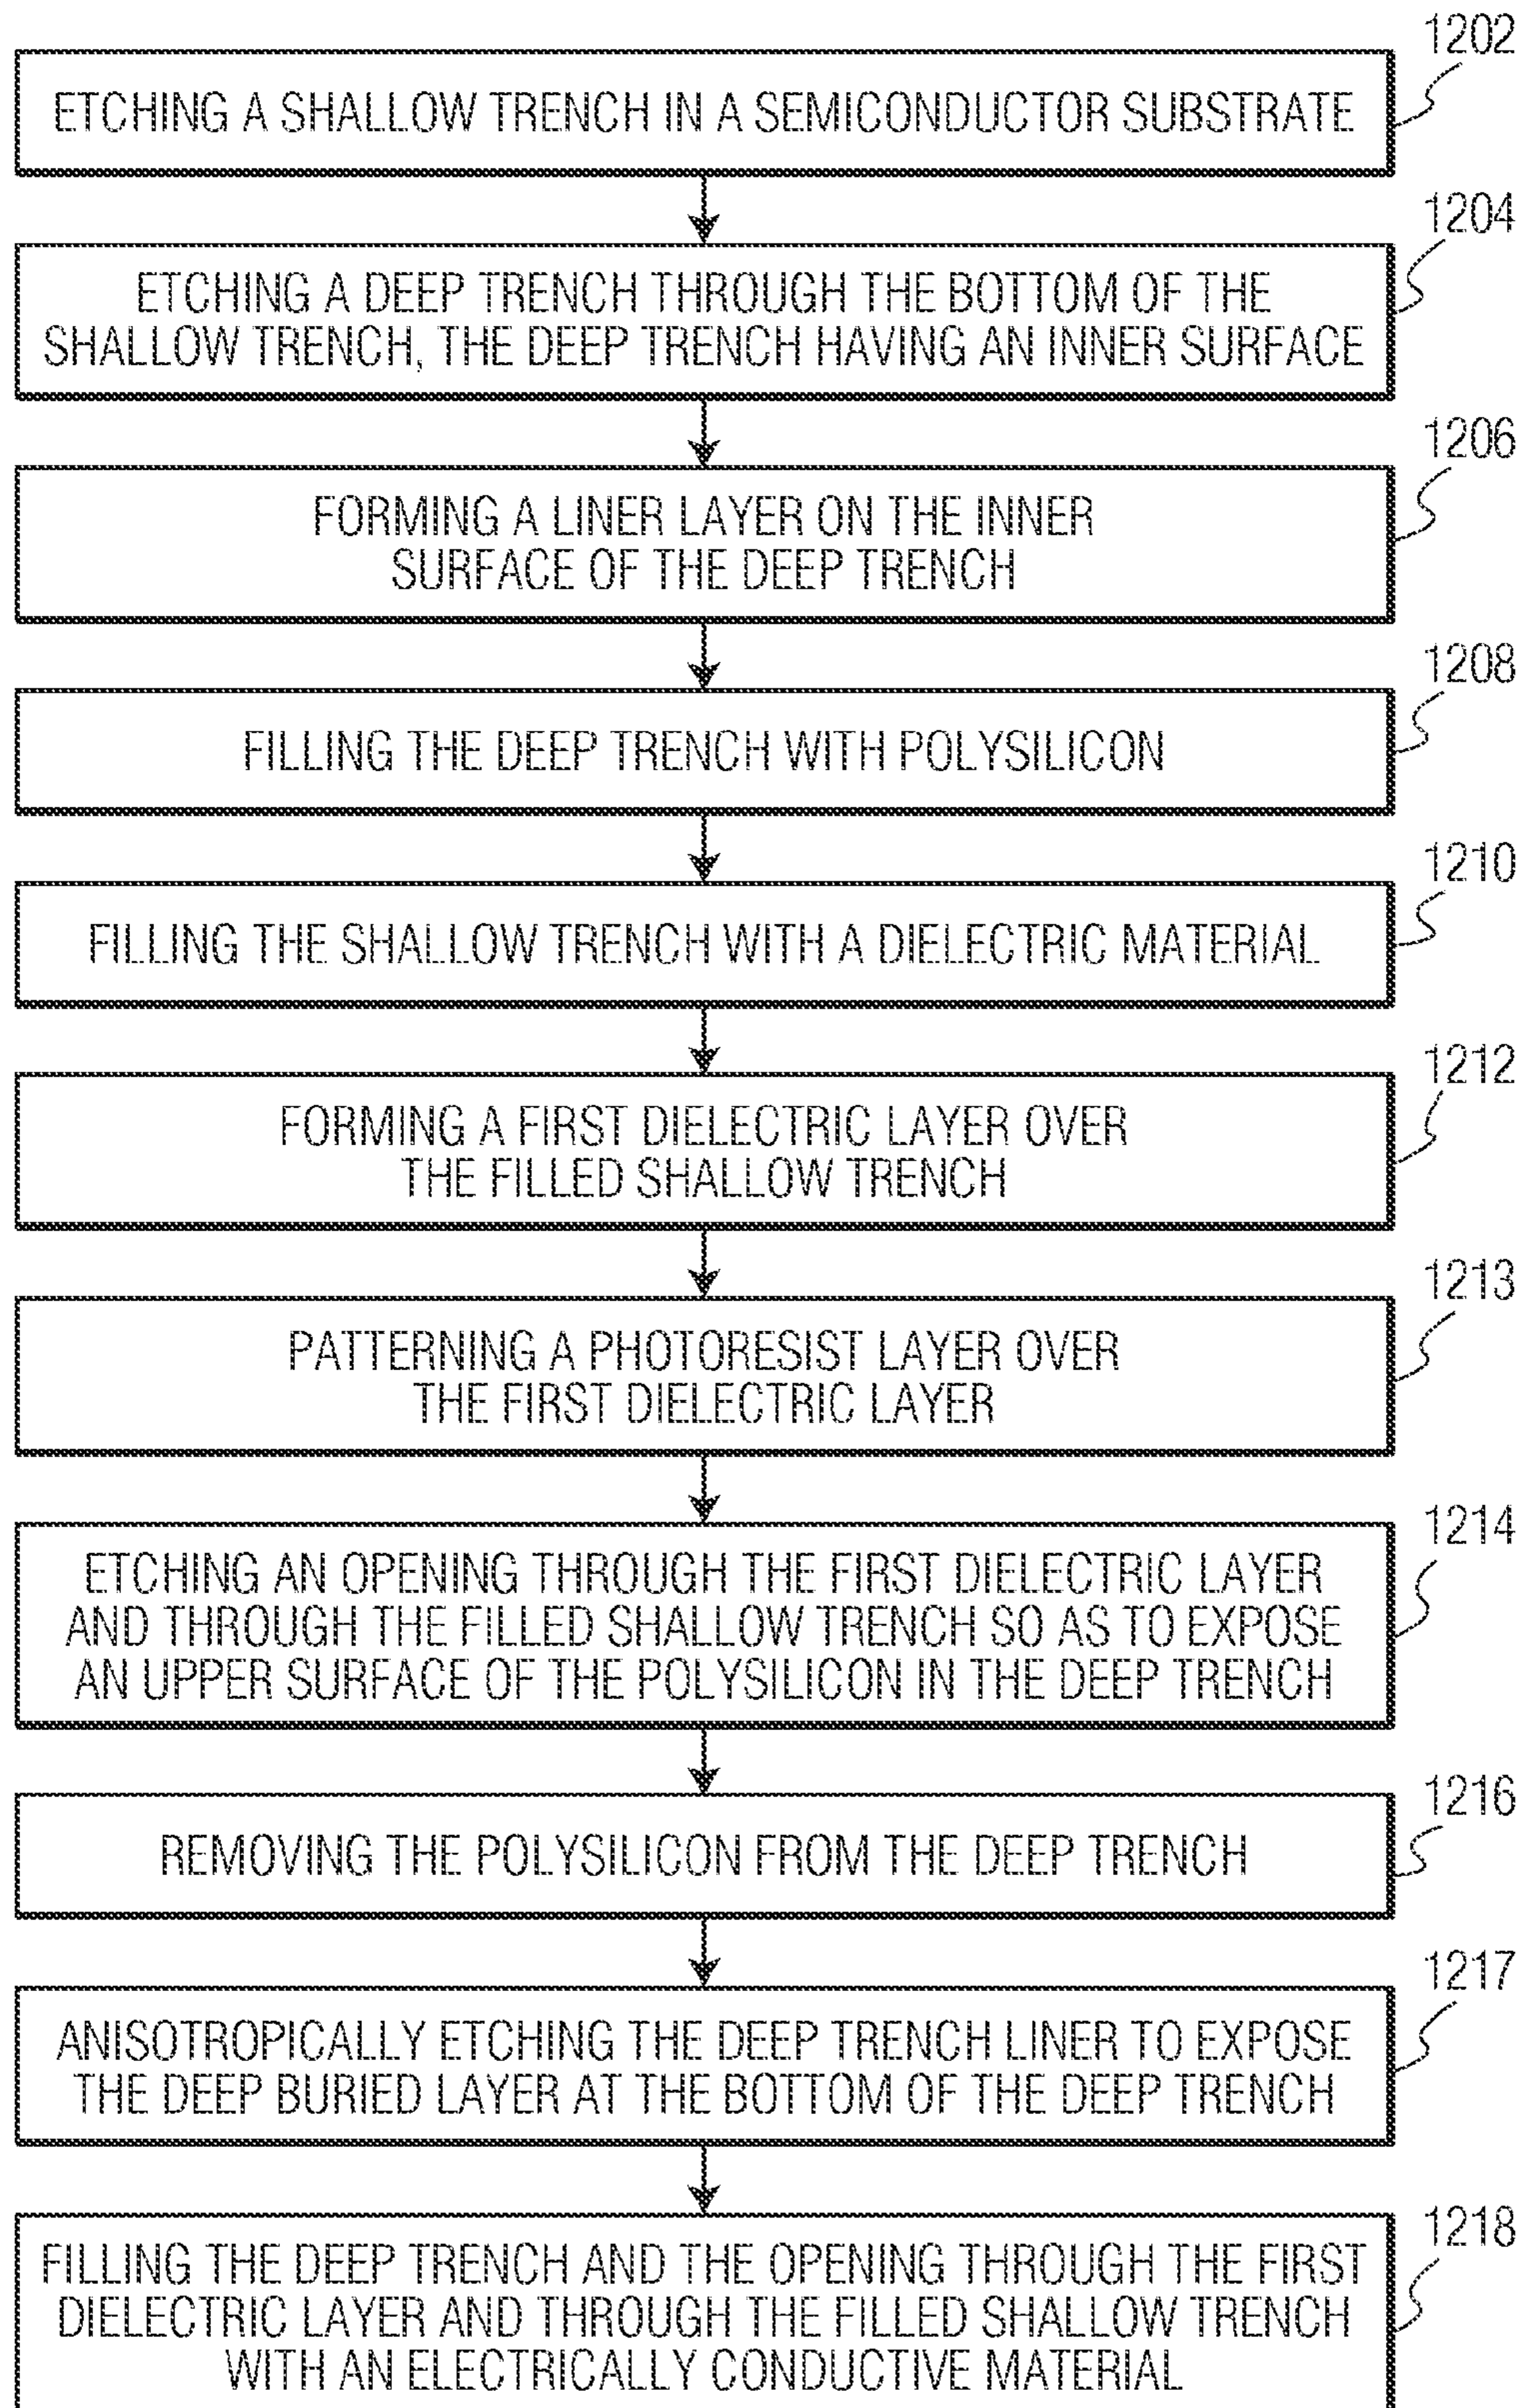 1202
ETCHING A SHALLOW TRENCH IN A SEMICONDUCTOR SUBSTRATE
1204
ETCHING A DEEP TRENCH THROUGH THE BOTTOM OF THE
SHALLOW TRENCH, THE DEEP TRENCH HAVING AN INNER SURFACE
1206
FORMING A LINER LAYER ON THE INNER
SURFACE OF THE DEEP TRENCH
1208
FILLING THE DEEP TRENCH WITH POLYSILICON
1210
FILLING THE SHALLOW TRENCH WITH A DIELECTRIC MATERIAL
1212
FORMING A FIRST DIELECTRIC LAYER OVER
THE FILLED SHALLOW TRENCH
1213
PATTERNING A PHOTORESIST LAYER OVER
THE FIRST DIELECTRIC LAYER
1214
ETCHING AN OPENING THROUGH THE FIRST DIELECTRIC LAYER
AND THROUGH THE FILLED SHALLOW TRENCH SO AS TO EXPOSE
AN UPPER SURFACE OF THE POLYSILICON IN THE DEEP TRENCH
1216
REMOVING THE POLYSILICON FROM THE DEEP TRENCH
1217
ANISOTROPICALLY ETCHING THE DEEP TRENCH LINER TO EXPOSE
THE DEEP BURIED LAYER AT THE BOTTOM OF THE DEEP TRENCH
1218
FILLING THE DEEP TRENCH AND THE OPENING THROUGH THE FIRST
DIELECTRIC LAYER AND THROUGH THE FILLED SHALLOW TRENCH
WITH AN ELECTRICALLY CONDUCTIVE MATERIAL